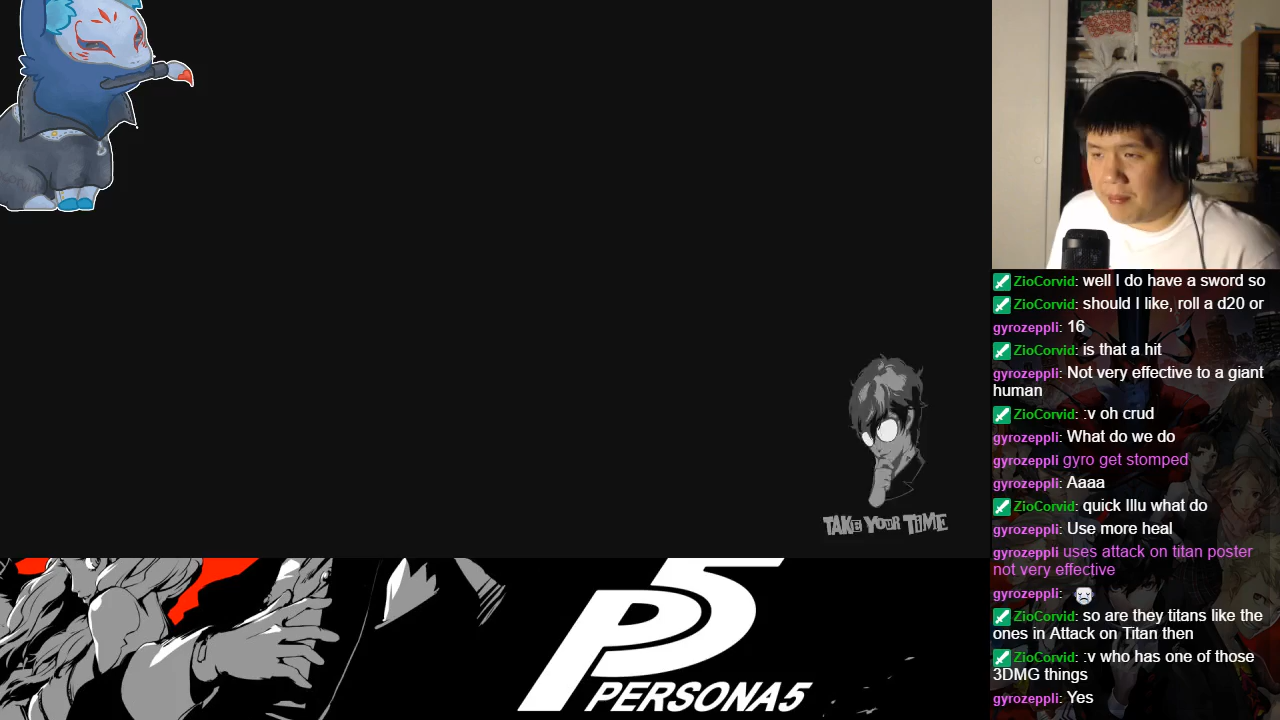 TAKE YOUR TIME
P5
PERSONA5
ZioCorvid: well I do have a sword so
ZioCorvid: should I like, roll a d20 or
gyrozeppli: 16
ZioCorvid: is that a hit
gyrozeppli: Not very effective to a giant
human
ZioCorvid: :v oh crud
gyrozeppli: What do we do
gyrozeppli gyro get stomped
gyrozeppli: Aaaa
ZioCorvid: quick Illu what do
gyrozeppli: Use more heal
gyrozeppli uses attack on titan poster
not very effective
gyrozeppli:
ZioCorvid: so are they titans like the
ones in Attack on Titan then
ZioCorvid: :v who has one of those
3DMG things
gyrozeppli: Yes